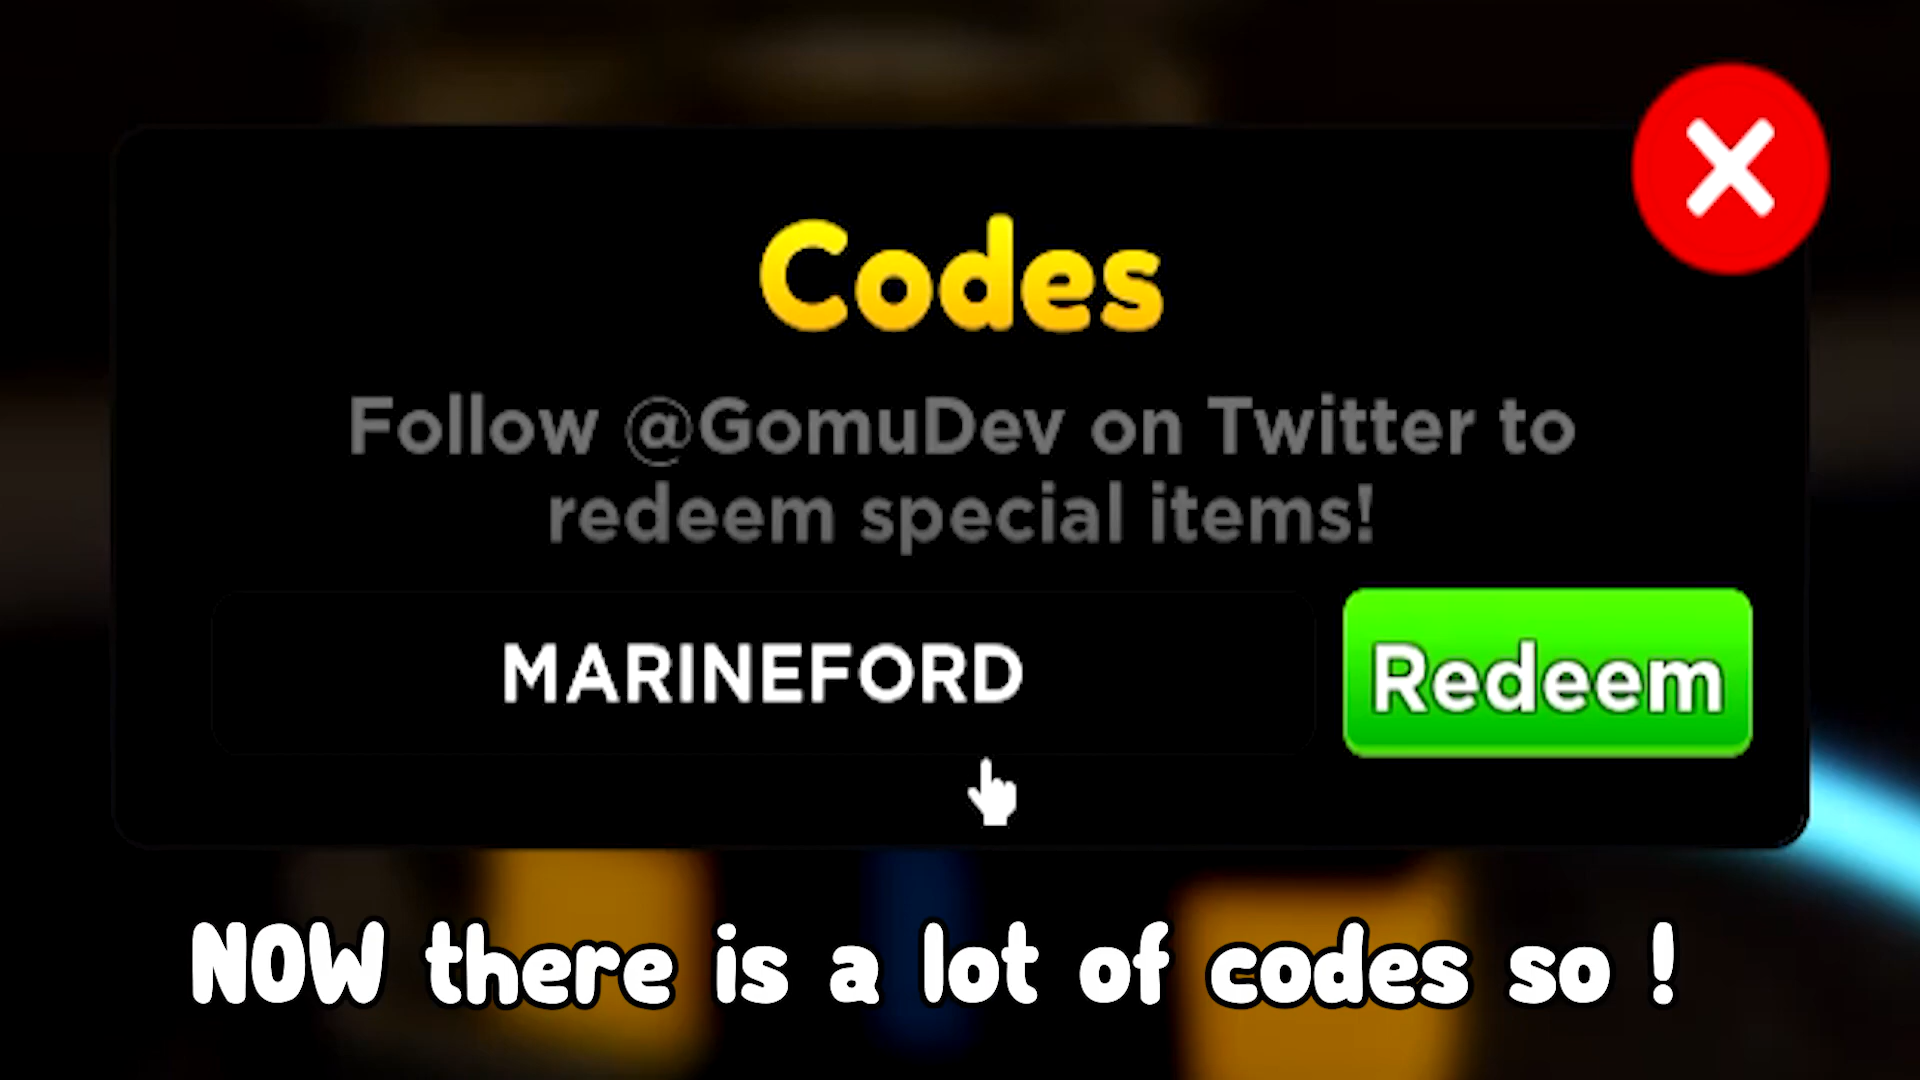 Codes
Follow @GomuDev on Twitter to
redeem special items!
MARINEFORD
Redeem
NOW there is a lot of codes so !